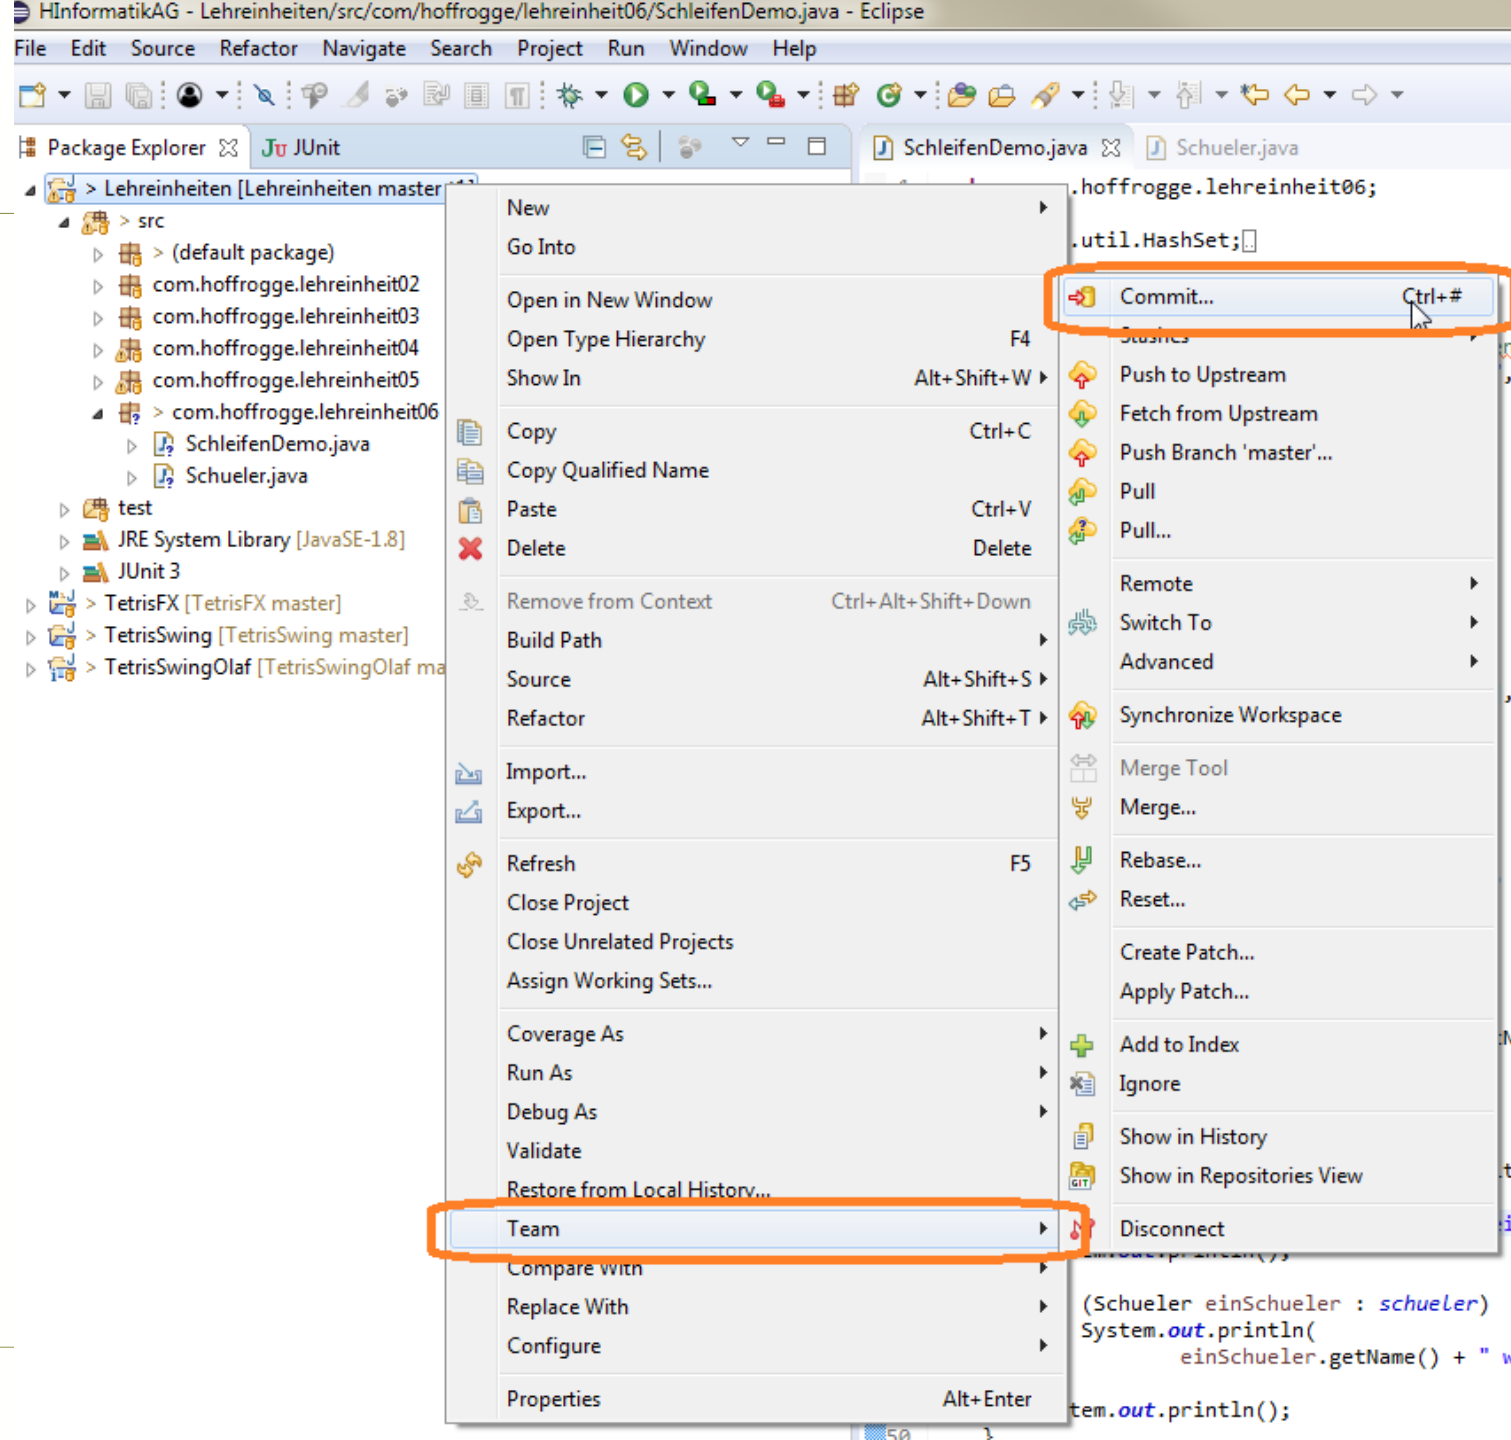 HInformatikAG - Lehreinheiten/src/com/hoffrogge/lehreinheit06/SchleifenDemo.java - Eclipse
File Edit Source Refactor Navigate Search Project Run Window Help
Package Explorer
JUnit
SchleifenDemo.java
Schueler.java
> Lehreinheiten [Lehreinheiten master
> src
> (default package)
com.hoffrogge.lehreinheit02
com.hoffrogge.lehreinheit03
com.hoffrogge.lehreinheit04
com.hoffrogge.lehreinheit05
> com.hoffrogge.lehreinheit06
SchleifenDemo.java
Schueler.java
test
JRE System Library [JavaSE-1.8]
JUnit 3
> TetrisFX [TetrisFX master]
> TetrisSwing [TetrisSwing master]
> TetrisSwingOlaf [TetrisSwingOlaf ma
New
Go Into
Open in New Window
Open Type Hierarchy F4
Show In Alt+Shift+W
Copy Ctrl+C
Copy Qualified Name
Paste Ctrl+V
Delete Delete
Remove from Context Ctrl+Alt+Shift+Down
Build Path
Source Alt+Shift+S
Refactor Alt+Shift+T
Import...
Export...
Refresh F5
Close Project
Close Unrelated Projects
Assign Working Sets...
Coverage As
Run As
Debug As
Validate
Restore from Local History...
Team
Compare With
Replace With
Configure
Properties Alt+Enter
.hoffrogge.lehreinheit06;
.util.HashSet;
Commit... Ctrl+#
Stashes
Push to Upstream
Fetch from Upstream
Push Branch 'master'...
Pull
Pull...
Remote
Switch To
Advanced
Synchronize Workspace
Merge Tool
Merge...
Rebase...
Reset...
Create Patch...
Apply Patch...
Add to Index
Ignore
Show in History
GIT Show in Repositories View
Disconnect
em.out.println();
(Schueler einSchueler : schueler)
System.out.println(
einSchueler.getName() + " w
tem.out.println();
50 }